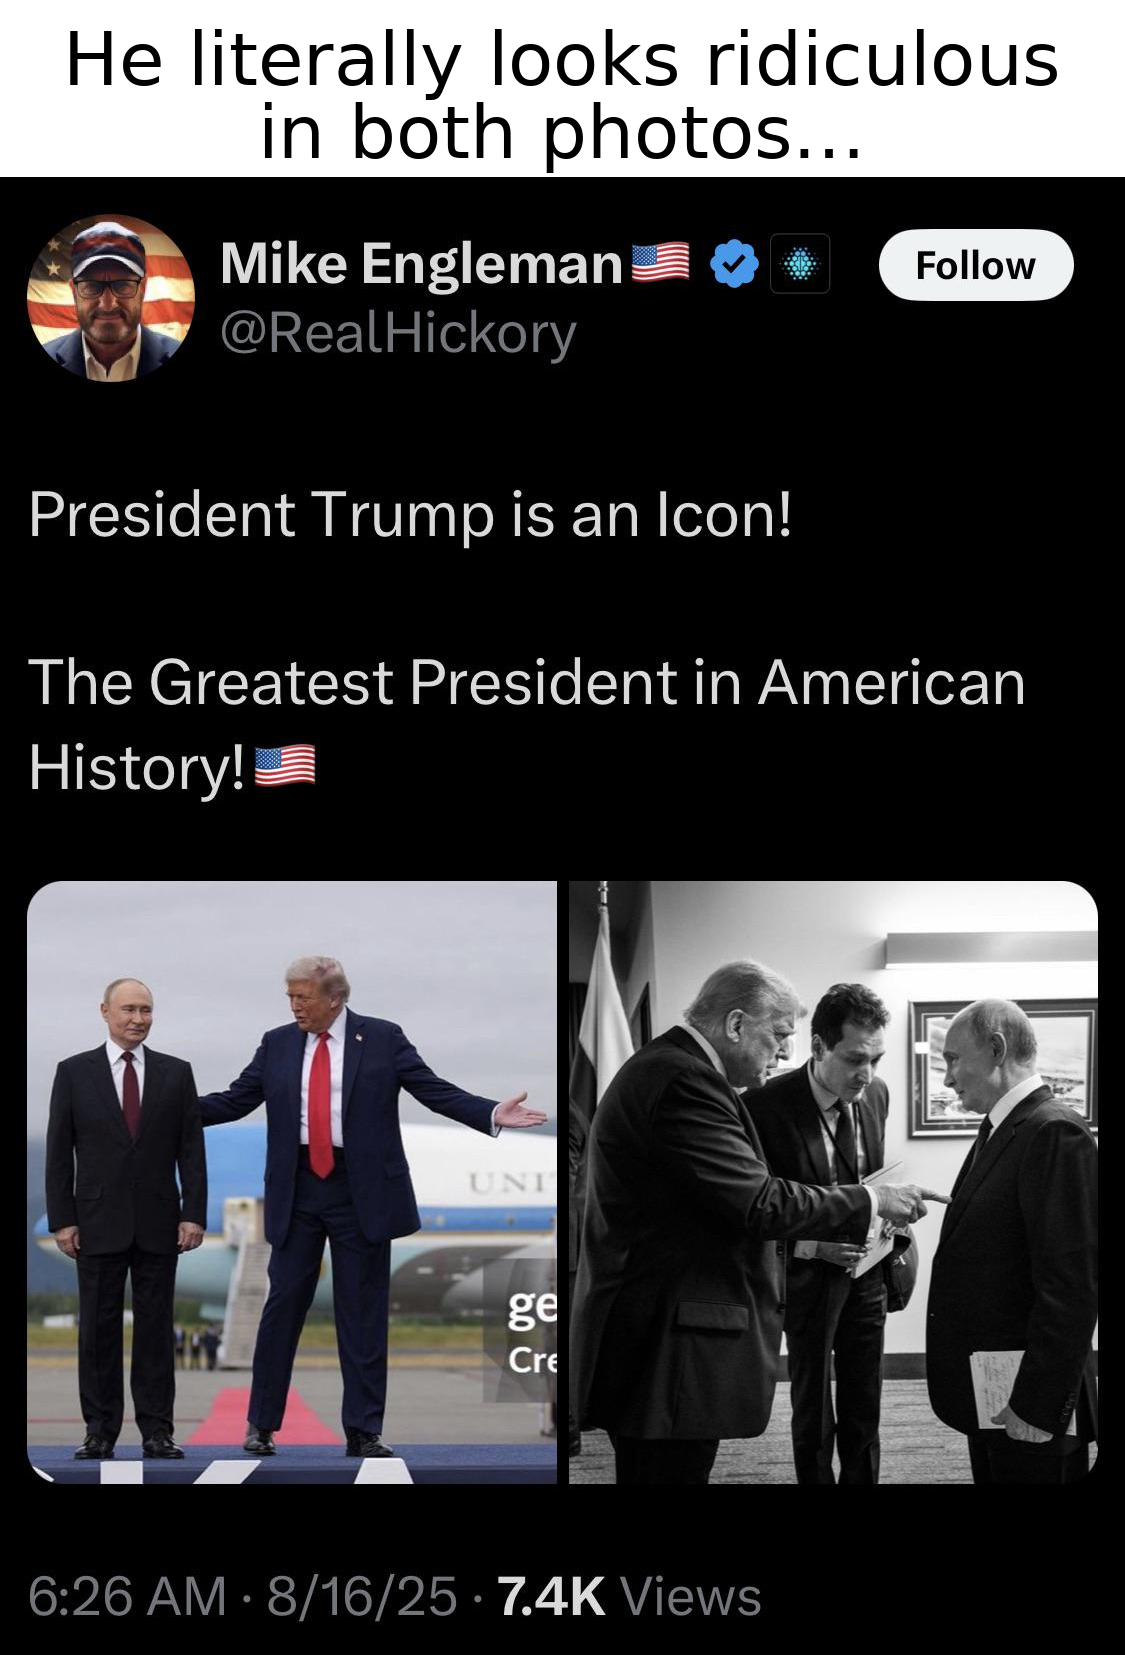 He literally looks ridiculous
in both photos...
Mike Engleman🇺🇸
Follow
@RealHickory
President Trump is an Icon!
The Greatest President in American
History!🇺🇸
UNI
ge
Cre
KA
6:26 AM · 8/16/25 · 7.4K Views